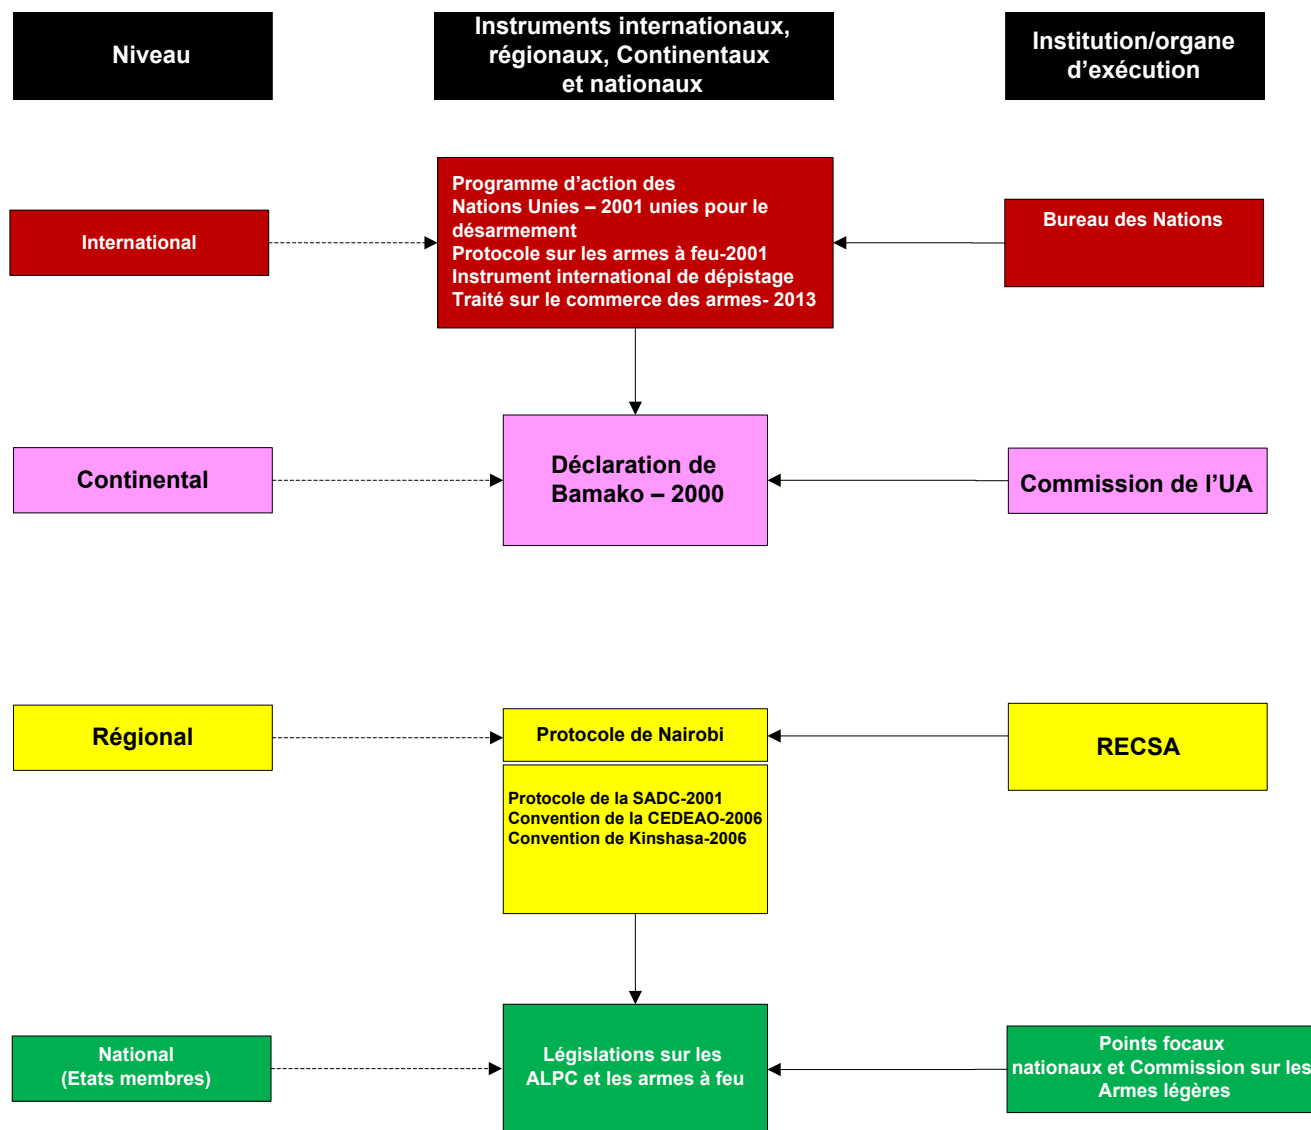 Niveau
Instruments internationaux,
régionaux, Continentaux
et nationaux
Institution/organe
d’exécution
International
Programme d’action des
Nations Unies – 2001 unies pour le
désarmement
Protocole sur les armes à feu-2001
Instrument international de dépistage
Traité sur le commerce des armes- 2013
Bureau des Nations
Continental
Déclaration de
Bamako – 2000
Commission de l’UA
Régional
Protocole de Nairobi
RECSA
Protocole de la SADC-2001
Convention de la CEDEAO-2006
Convention de Kinshasa-2006
National
(Etats membres)
Législations sur les
ALPC et les armes à feu
Points focaux
nationaux et Commission sur les
Armes légères